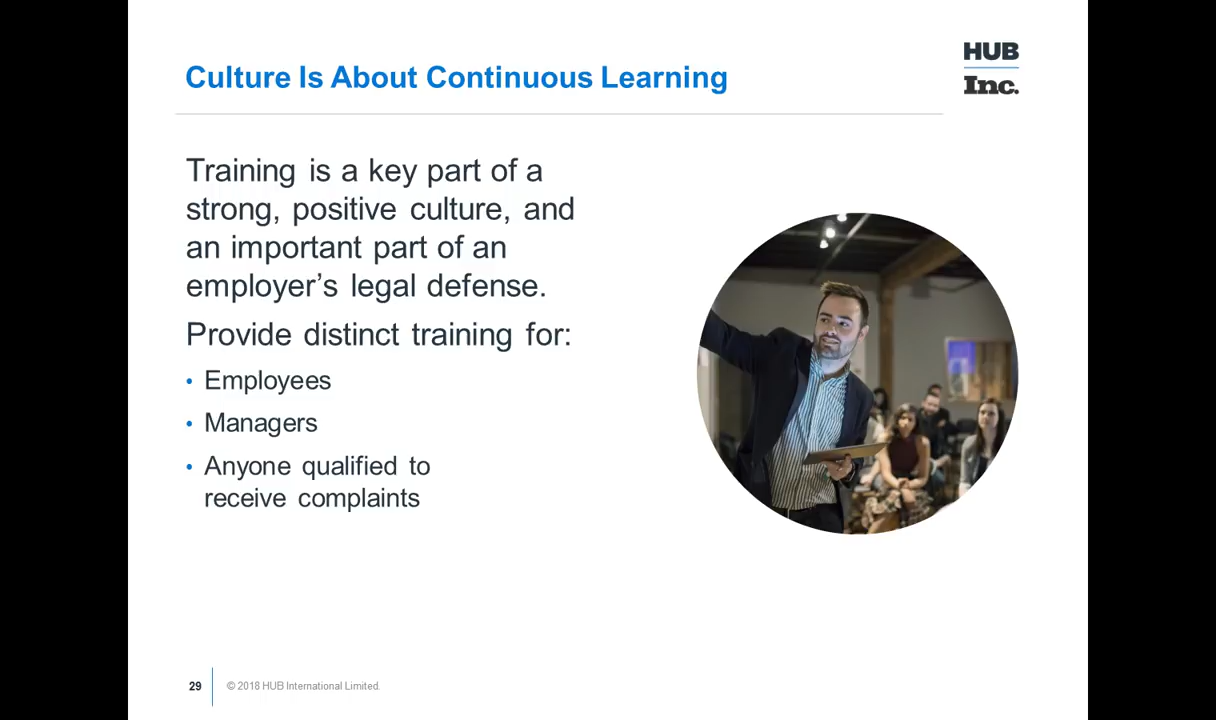 Culture Is About Continuous Learning
HUB
Inc.
Training is a key part of a
strong, positive culture, and
an important part of an
employer’s legal defense.
Provide distinct training for:
• Employees
• Managers
• Anyone qualified to
receive complaints
29
© 2018 HUB International Limited.